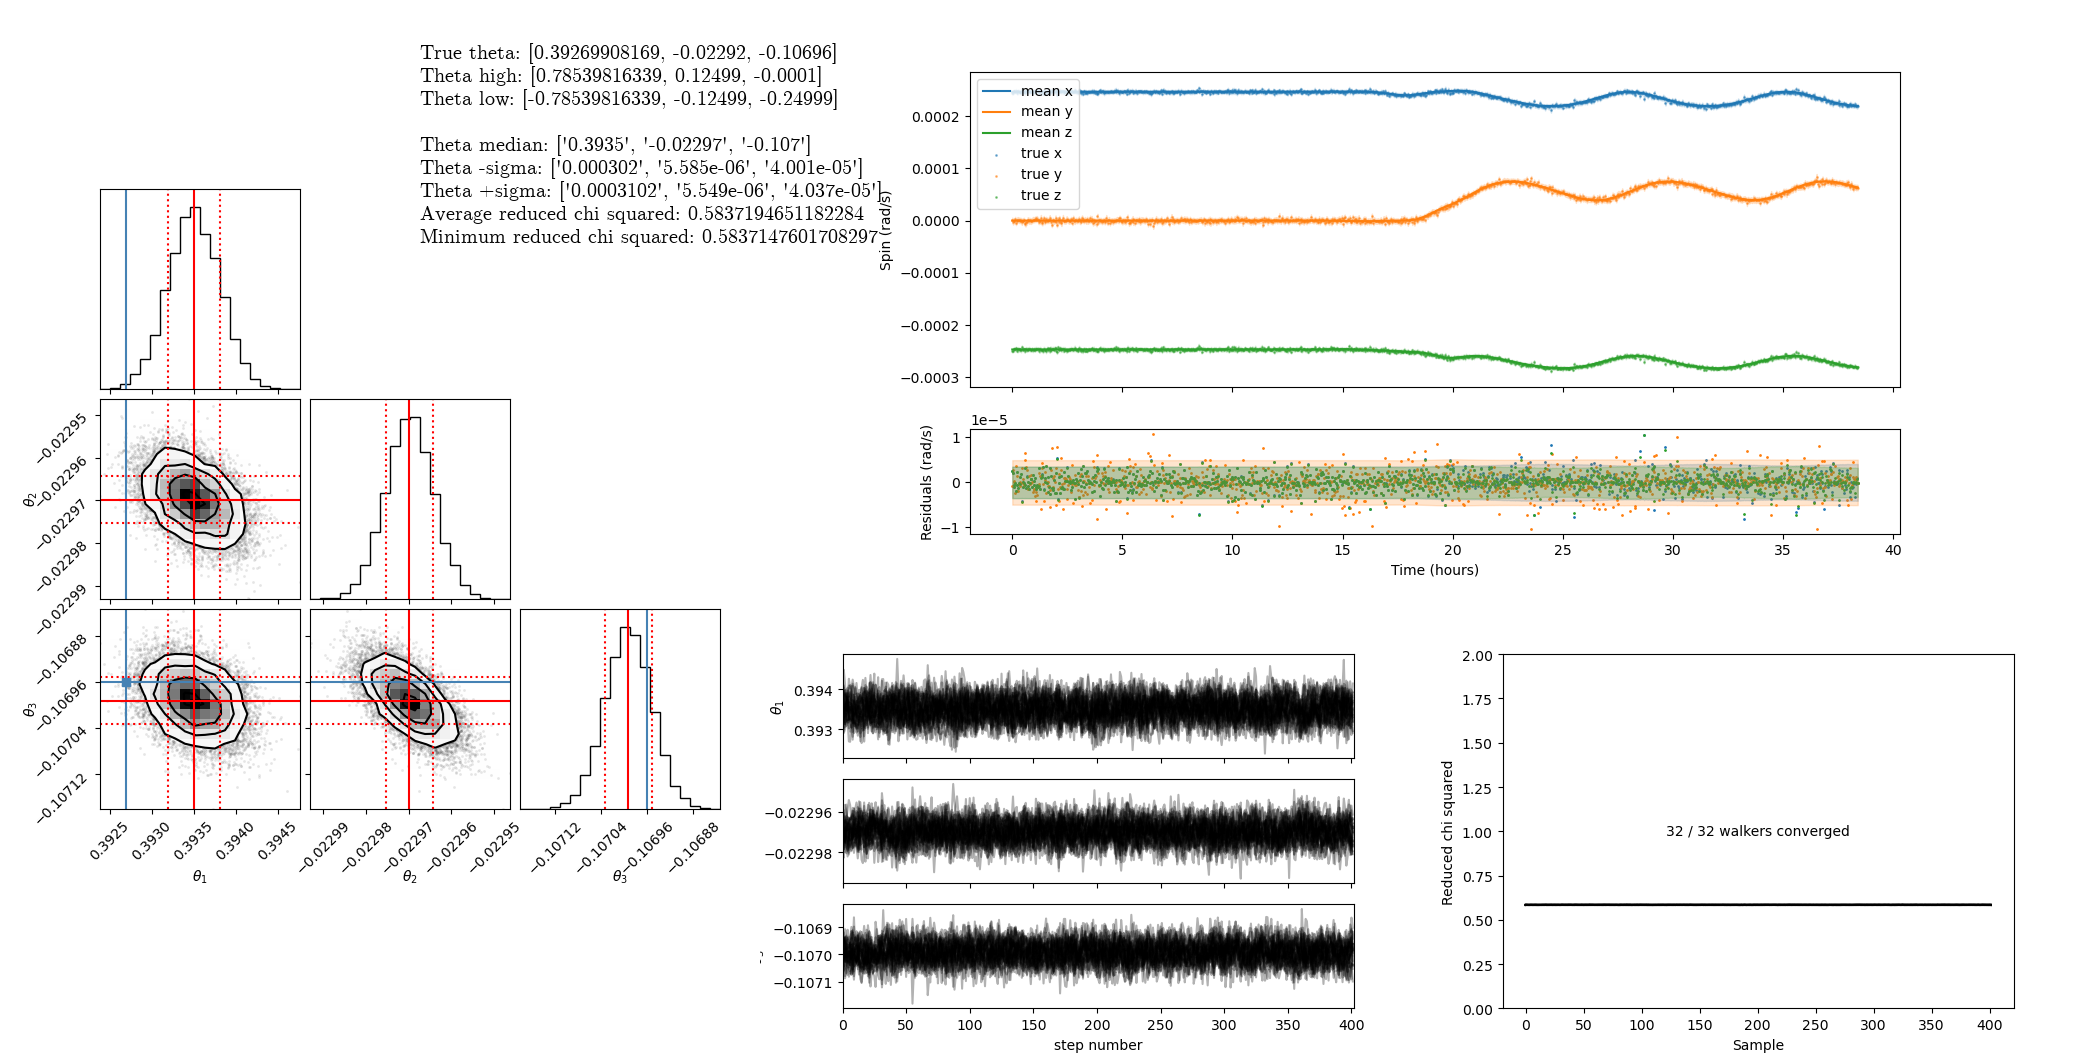 True theta: [0.39269908169, -0.02292, -0.10696]
Theta high: [0.78539816339, 0.12499, -0.0001]
Theta low: [-0.78539816339, -0.12499, -0.24999]
Theta median: ['0.3935', '-0.02297', '-0.107']
Theta -sigma: ['0.000302', '5.585e-06', '4.001e-05']
Theta +sigma: ['0.0003102', '5.549e-06', '4.037e-05']
Average reduced chi squared: 0.5837194651182284
Minimum reduced chi squared: 0.5837147601708297
θ2
−0.02295
−0.02296
−0.02297
−0.02298
−0.02299
θ3
−0.10688
−0.10696
−0.10704
−0.10712
0.3925 0.3930 0.3935 0.3940 0.3945
θ1
−0.02299 −0.02298 −0.02297 −0.02296 −0.02295
θ2
−0.10712 −0.10704 −0.10696 −0.10688
θ3
mean x
mean y
mean z
true x
true y
true z
Spin (rad/s)
0.0002
0.0001
0.0000
−0.0001
−0.0002
−0.0003
1e−5
Residuals (rad/s)
1
0
−1
0 5 10 15 20 25 30 35 40
Time (hours)
θ1
0.394
0.393
−0.02296
−0.02298
−0.1069
−0.1070
−0.1071
0 50 100 150 200 250 300 350 400
step number
Reduced chi squared
2.00
1.75
1.50
1.25
1.00
0.75
0.50
0.25
0.00
32 / 32 walkers converged
0 50 100 150 200 250 300 350 400
Sample